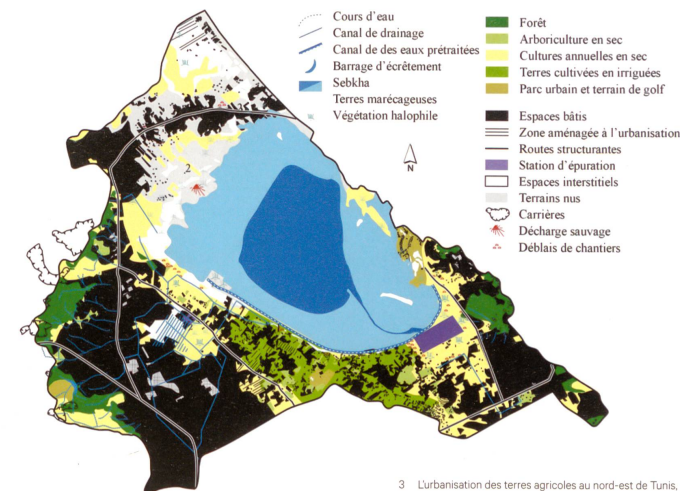 Cours d'eau
Canal de drainage
Canal de des eaux prétraitées
Barrage d'écrêtement
Sebkha
Terres marécageuses
Végétation halophile
Forêt
Arboriculture en sec
Cultures annuelles en sec
Terres cultivées en irriguées
Parc urbain et terrain de golf
Espaces bâtis
Zone aménagée à l'urbanisation
Routes structurantes
Station d'épuration
Espaces interstitiels
Terrains nus
Carrières
Décharge sauvage
Déblais de chantiers
N
2
3 L'urbanisation des terres agricoles au nord-est de Tunis,